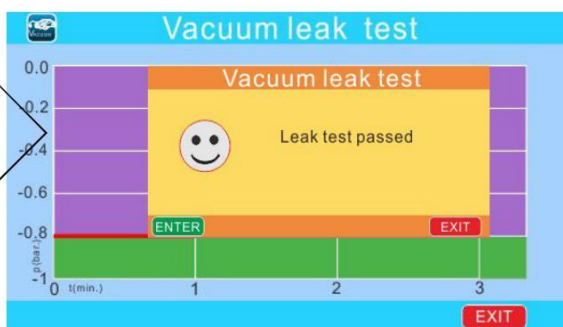 Vacuum leak test
Vacuum
0.0
Vacuum leak test
-0.2
Leak test passed
-0.4
-0.6
-0.8
ENTER
EXIT
p(bar.)
-1
0 t(min.) 1 2 3
EXIT